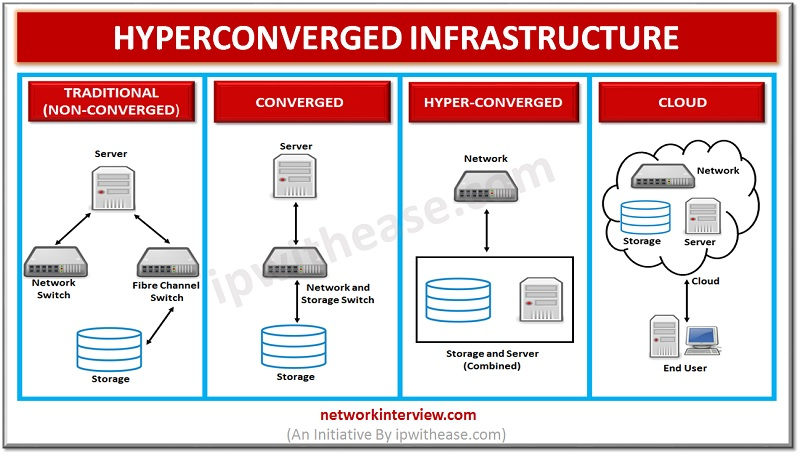 HYPERCONVERGED INFRASTRUCTURE
TRADITIONAL
(NON-CONVERGED)
Server
Network
Switch
Fibre Channel
Switch
Storage
CONVERGED
Server
Network and
Storage Switch
Storage
HYPER-CONVERGED
Network
Storage and Server
(Combined)
CLOUD
Network
Storage
Server
Cloud
End User
ipwithease.com
networkinterview.com
(An Initiative By ipwithease.com)